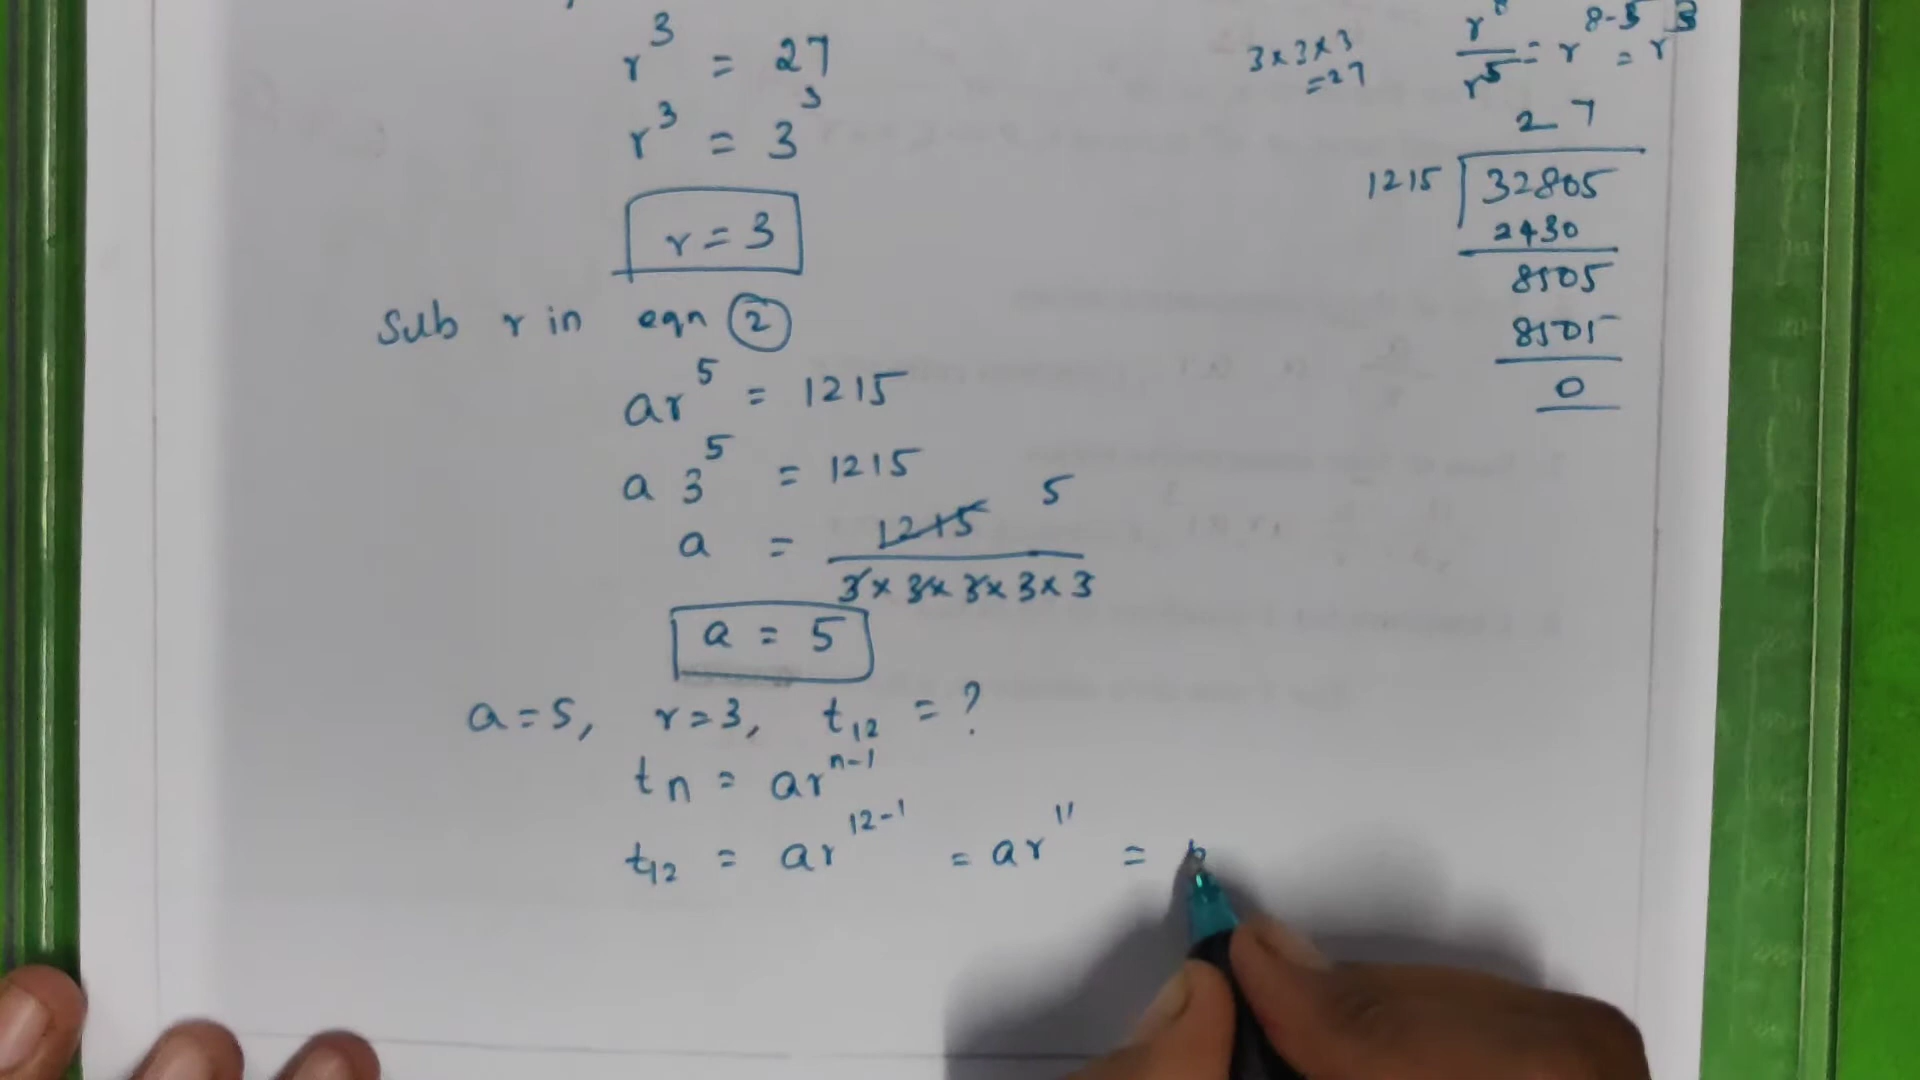 r³ = 27
r³ = 3³
r = 3
Sub r in eqn ②
ar⁵ = 1215
a 3⁵ = 1215
a = 1215 / 3×3×3×3×3 5
a = 5
a=5, r=3, t₁₂ = ?
tn = arⁿ⁻¹
t₁₂ = ar¹²⁻¹ = ar¹¹ =
3×3×3
=27
r⁸/r⁵ = r⁸⁻⁵ = r³
27
1215 32805
2430
8505
8505
0